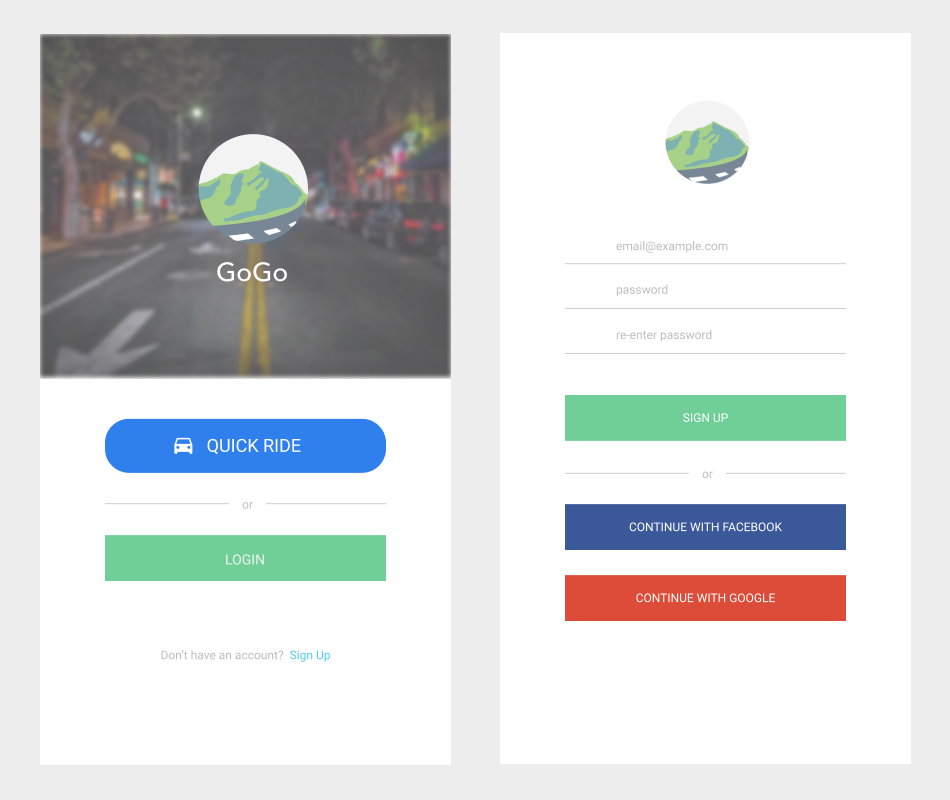 GoGo
QUICK RIDE
or
LOGIN
Don't have an account? Sign Up
email@example.com
password
re-enter password
SIGN UP
or
CONTINUE WITH FACEBOOK
CONTINUE WITH GOOGLE